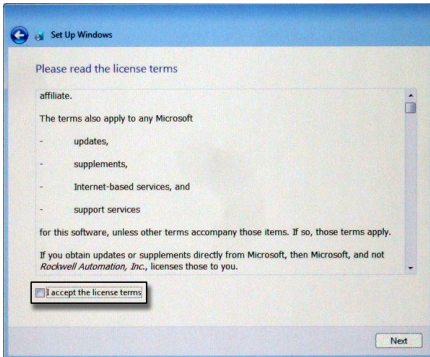 Set Up Windows
Please read the license terms
affiliate.
The terms also apply to any Microsoft
- updates,
- supplements,
- Internet-based services, and
- support services
for this software, unless other terms accompany those items. If so, those terms apply.
If you obtain updates or supplements directly from Microsoft, then Microsoft, and not
Rockwell Automation, Inc., licenses those to you.
I accept the license terms
Next